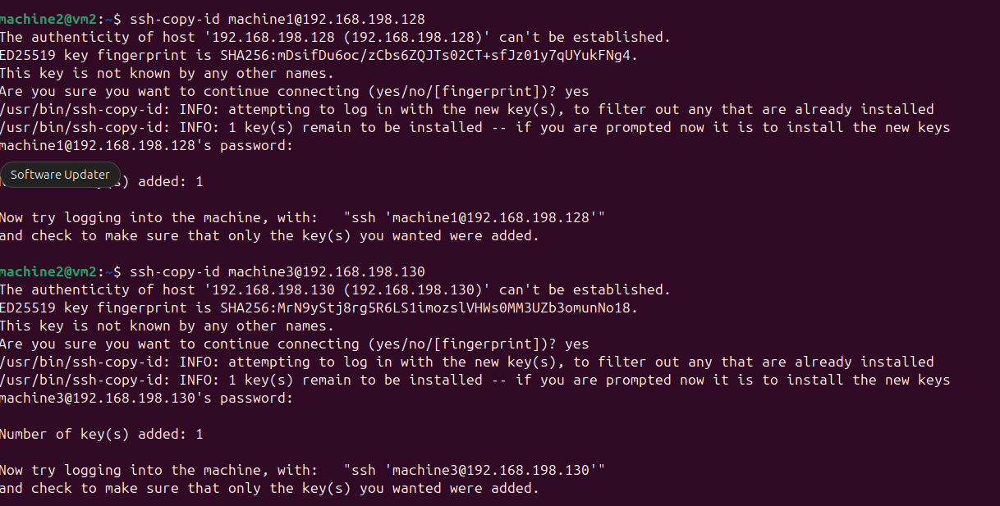 machine2@vm2:~$ ssh-copy-id machine1@192.168.198.128
The authenticity of host '192.168.198.128 (192.168.198.128)' can't be established.
ED25519 key fingerprint is SHA256:mDsifDu6oc/zCbs6ZQJTs02CT+sfJz01y7qUYukFNg4.
This key is not known by any other names.
Are you sure you want to continue connecting (yes/no/[fingerprint])? yes
/usr/bin/ssh-copy-id: INFO: attempting to log in with the new key(s), to filter out any that are already installed
/usr/bin/ssh-copy-id: INFO: 1 key(s) remain to be installed -- if you are prompted now it is to install the new keys
machine1@192.168.198.128's password:
Software Updater
) added: 1
Now try logging into the machine, with:   "ssh 'machine1@192.168.198.128'"
and check to make sure that only the key(s) you wanted were added.
machine2@vm2:~$ ssh-copy-id machine3@192.168.198.130
The authenticity of host '192.168.198.130 (192.168.198.130)' can't be established.
ED25519 key fingerprint is SHA256:MrN9yStj8rg5R6LS1imozslVHWs0MM3UZb3omunNo18.
This key is not known by any other names.
Are you sure you want to continue connecting (yes/no/[fingerprint])? yes
/usr/bin/ssh-copy-id: INFO: attempting to log in with the new key(s), to filter out any that are already installed
/usr/bin/ssh-copy-id: INFO: 1 key(s) remain to be installed -- if you are prompted now it is to install the new keys
machine3@192.168.198.130's password:
Number of key(s) added: 1
Now try logging into the machine, with:   "ssh 'machine3@192.168.198.130'"
and check to make sure that only the key(s) you wanted were added.